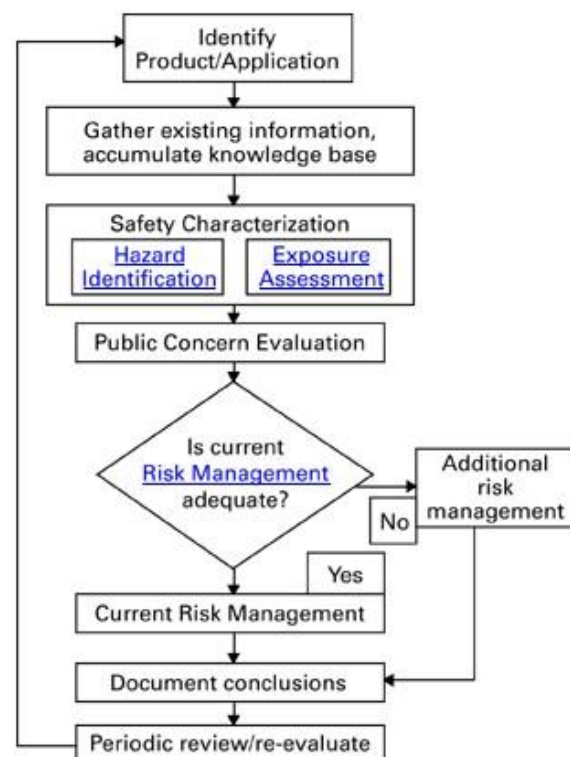 Identify
Product/Application
Gather existing information,
accumulate knowledge base
Safety Characterization
Hazard
Identification
Exposure
Assessment
Public Concern Evaluation
Is current
Risk Management
adequate?
Additional
risk
management
No
Yes
Current Risk Management
Document conclusions
Periodic review/re-evaluate